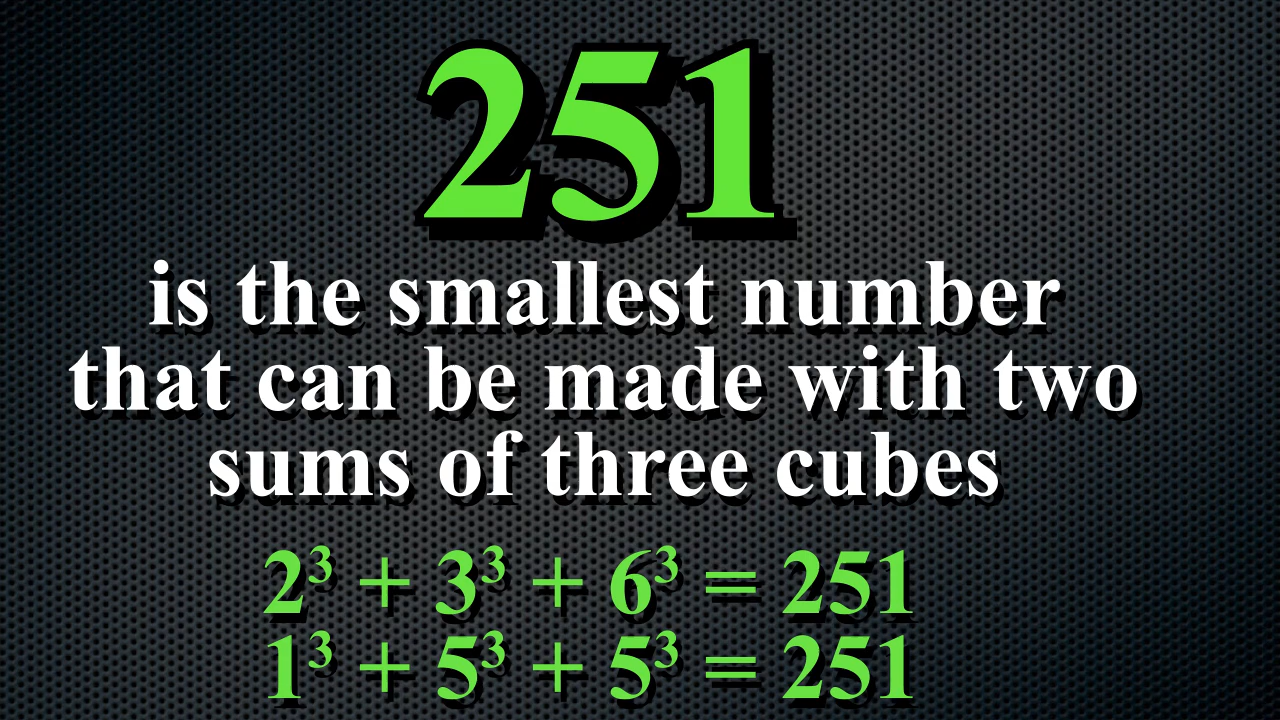 251
is the smallest number
that can be made with two
sums of three cubes
2³ + 3³ + 6³ = 251
1³ + 5³ + 5³ = 251